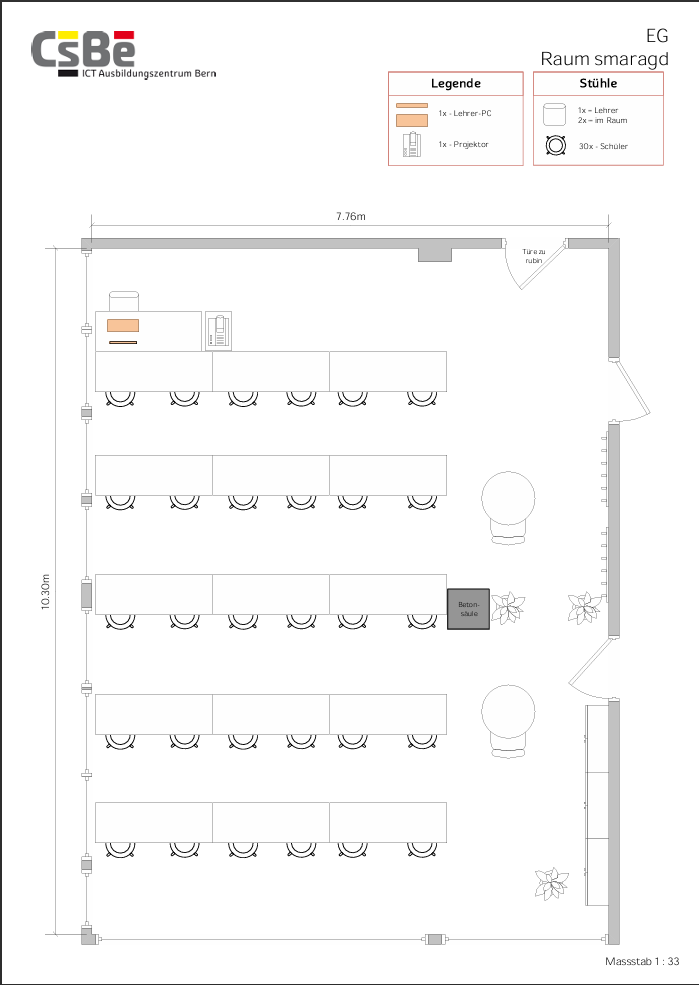 CsBe
ICT Ausbildungszentrum Bern
EG
Raum smaragd
Legende
1x - Lehrer-PC
1x - Projektor
Stühle
1x = Lehrer
2x = im Raum
30x - Schüler
7.76m
Türe zu
rubin
10.30m
Beton-
säule
Massstab 1 : 33